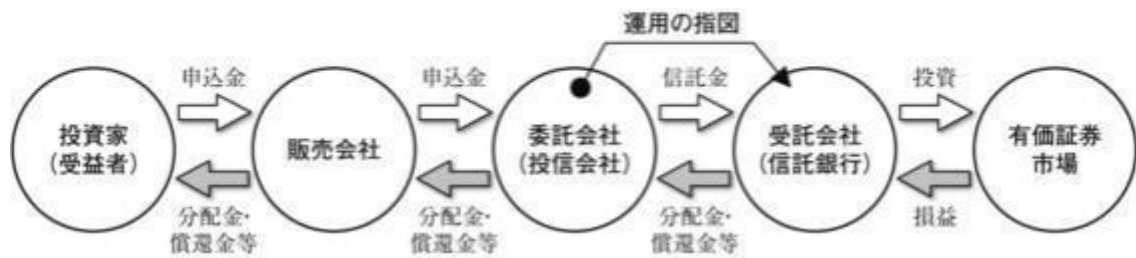 運用の指図
申込金
申込金
信託金
投資
投資家
（受益者）
販売会社
委託会社
（投信会社）
受託会社
（信託銀行）
有価証券
市場
分配金・
償還金等
分配金・
償還金等
分配金・
償還金等
損益